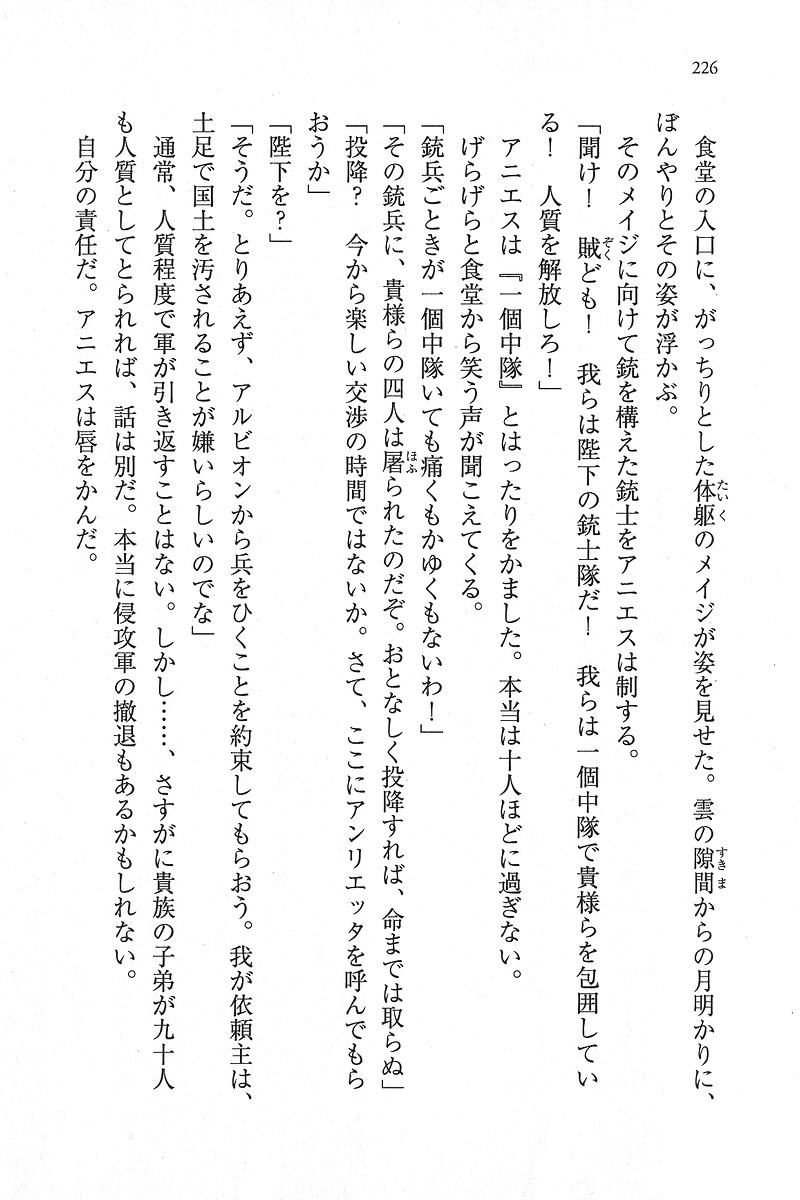 226
食堂の入口に、がっちりとした体躯のメイジが姿を見せた。雲の隙間からの月明かりに、
ぼんやりとその姿が浮かぶ。
そのメイジに向けて銃を構えた銃士をアニエスは制する。
「聞け！　賊ども！　我らは陛下の銃士隊だ！　我らは一個中隊で貴様らを包囲してい
る！　人質を解放しろ！」
アニエスは『一個中隊』とはったりをかました。本当は十人ほどに過ぎない。
げらげらと食堂から笑う声が聞こえてくる。
「銃兵ごときが一個中隊いても痛くもかゆくもないわ！」
「その銃兵に、貴様らの四人は屠られたのだぞ。おとなしく投降すれば、命までは取らぬ」
「投降？　今から楽しい交渉の時間ではないか。さて、ここにアンリエッタを呼んでもら
おうか」
「陛下を？」
「そうだ。とりあえず、アルビオンから兵をひくことを約束してもらおう。我が依頼主は、
土足で国土を汚されることが嫌いらしいのでな」
通常、人質程度で軍が引き返すことはない。しかし……、さすがに貴族の子弟が九十人
も人質としてとられれば、話は別だ。本当に侵攻軍の撤退もあるかもしれない。
自分の責任だ。アニエスは唇をかんだ。